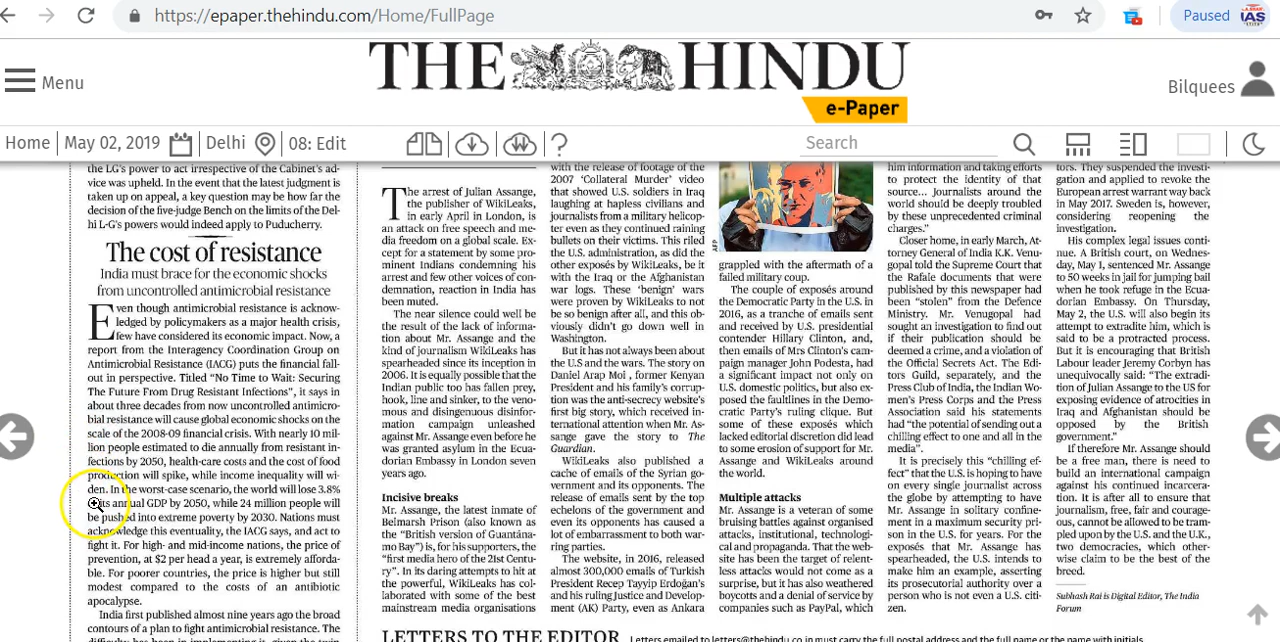 https://epaper.thehindu.com/Home/FullPage
Paused
IAS
THE HINDU
e-Paper
Menu
Bilquees
Home
May 02, 2019
Delhi
08: Edit
?
Search
the LG's power to act irrespective of the Cabinet's ad-
vice was upheld. In the event that the latest judgment is
taken up on appeal, a key question may be how far the
decision of the five-judge Bench on the limits of the Del-
hi L-G's powers would indeed apply to Puducherry.
The cost of resistance
India must brace for the economic shocks
from uncontrolled antimicrobial resistance
Even though antimicrobial resistance is acknow-
ledged by policymakers as a major health crisis,
few have considered its economic impact. Now, a
report from the Interagency Coordination Group on
Antimicrobial Resistance (IACG) puts the financial fall-
out in perspective. Titled "No Time to Wait: Securing
The Future From Drug Resistant Infections", it says in
about three decades from now uncontrolled antimicro-
bial resistance will cause global economic shocks on the
scale of the 2008-09 financial crisis. With nearly 10 mil-
lion people estimated to die annually from resistant in-
fections by 2050, health-care costs and the cost of food
production will spike, while income inequality will wi-
den. In the worst-case scenario, the world will lose 3.8%
its annual GDP by 2050, while 24 million people will
be pushed into extreme poverty by 2030. Nations must
acknowledge this eventuality, the IACG says, and act to
fight it. For high- and mid-income nations, the price of
prevention, at $2 per head a year, is extremely afforda-
ble. For poorer countries, the price is higher but still
modest compared to the costs of an antibiotic
apocalypse.
India first published almost nine years ago the broad
contours of a plan to fight antimicrobial resistance. The
difficulty has been in implementing it, given the twin
The arrest of Julian Assange,
the publisher of WikiLeaks,
in early April in London, is
an attack on free speech and me-
dia freedom on a global scale. Ex-
cept for a statement by some pro-
minent Indians condemning his
arrest and few other voices of con-
demnation, reaction in India has
been muted.
The near silence could well be
the result of the lack of informa-
tion about Mr. Assange and the
kind of journalism WikiLeaks has
spearheaded since its inception in
2006. It is equally possible that the
Indian public too has fallen prey,
hook, line and sinker, to the veno-
mous and disingenuous disinfor-
mation campaign unleashed
against Mr. Assange even before he
was granted asylum in the Ecua-
dorian Embassy in London seven
years ago.
Incisive breaks
Mr. Assange, the latest inmate of
Belmarsh Prison (also known as
the "British version of Guantána-
mo Bay") is, for his supporters, the
"first media hero of the 21st Centu-
ry". In its daring attempts to hit at
the powerful, WikiLeaks has col-
laborated with some of the best
mainstream media organisations
with the release of footage of the
2007 'Collateral Murder' video
that showed U.S. soldiers in Iraq
laughing at hapless civilians and
journalists from a military helicop-
ter even as they continued raining
bullets on their victims. This riled
the U.S. administration, as did the
other exposés by WikiLeaks, be it
with the Iraq or the Afghanistan
war logs. These 'benign' wars
were proven by WikiLeaks to not
be so benign after all, and this ob-
viously didn't go down well in
Washington.
But it has not always been about
the U.S and the wars. The story on
Daniel Arap Moi , former Kenyan
President and his family's corrup-
tion was the anti-secrecy website's
first big story, which received in-
ternational attention when Mr. As-
sange gave the story to The
Guardian.
WikiLeaks also published a
cache of emails of the Syrian go-
vernment and its opponents. The
release of emails sent by the top
echelons of the government and
even its opponents has caused a
lot of embarrassment to both war-
ring parties.
The website, in 2016, released
almost 300,000 emails of Turkish
President Recep Tayyip Erdoğan's
and his ruling Justice and Develop-
ment (AK) Party, even as Ankara
AFP
grappled with the aftermath of a
failed military coup.
The couple of exposés around
the Democratic Party in the U.S. in
2016, as a tranche of emails sent
and received by U.S. presidential
contender Hillary Clinton, and,
then emails of Mrs Clinton's cam-
paign manager John Podesta, had
a significant impact not only on
U.S. domestic politics, but also ex-
posed the faultlines in the Demo-
cratic Party's ruling clique. But
some of these exposés which
lacked editorial discretion did lead
to some erosion of support for Mr.
Assange and WikiLeaks around
the world.
Multiple attacks
Mr. Assange is a veteran of some
bruising battles against organised
attacks, institutional, technologi-
cal and propaganda. That the web-
site has been the target of relent-
less attacks would not come as a
surprise, but it has also weathered
boycotts and a denial of service by
companies such as PayPal, which
him information and taking efforts
to protect the identity of that
source... Journalists around the
world should be deeply troubled
by these unprecedented criminal
charges."
Closer home, in early March, At-
torney General of India K.K. Venu-
gopal told the Supreme Court that
the Rafale documents that were
published by this newspaper had
been "stolen" from the Defence
Ministry. Mr. Venugopal had
sought an investigation to find out
if their publication should be
deemed a crime, and a violation of
the Official Secrets Act. The Edi-
tors Guild, separately, and the
Press Club of India, the Indian Wo-
men's Press Corps and the Press
Association said his statements
had "the potential of sending out a
chilling effect to one and all in the
media".
It is precisely this "chilling ef-
fect" that the U.S. is hoping to have
on every single journalist across
the globe by attempting to have
Mr. Assange in solitary confine-
ment in a maximum security pri-
son in the U.S. for years. For the
exposés that Mr. Assange has
spearheaded, the U.S. intends to
make him an example, asserting
its prosecutorial authority over a
person who is not even a U.S. citi-
zen.
tors. They suspended the investi-
gation and applied to revoke the
European arrest warrant way back
in May 2017. Sweden is, however,
considering reopening the
investigation.
His complex legal issues conti-
nue. A British court, on Wednes-
day, May 1, sentenced Mr. Assange
to 50 weeks in jail for jumping bail
when he took refuge in the Ecua-
dorian Embassy. On Thursday,
May 2, the U.S. will also begin its
attempt to extradite him, which is
said to be a protracted process.
But it is encouraging that British
Labour leader Jeremy Corbyn has
unequivocally said: "The extradi-
tion of Julian Assange to the US for
exposing evidence of atrocities in
Iraq and Afghanistan should be
opposed by the British
government."
If therefore Mr. Assange should
be a free man, there is need to
build an international campaign
against his continued incarcera-
tion. It is after all to ensure that
journalism, free, fair and courage-
ous, cannot be allowed to be tram-
pled upon by the U.S. and the U.K.,
two democracies, which other-
wise claim to be the best of the
breed.
Subhash Rai is Digital Editor, The India
Forum
LETTERS TO THE EDITOR Letters emailed to letters@thehindu.co.in must carry the full postal address and the full name or the name with initials.